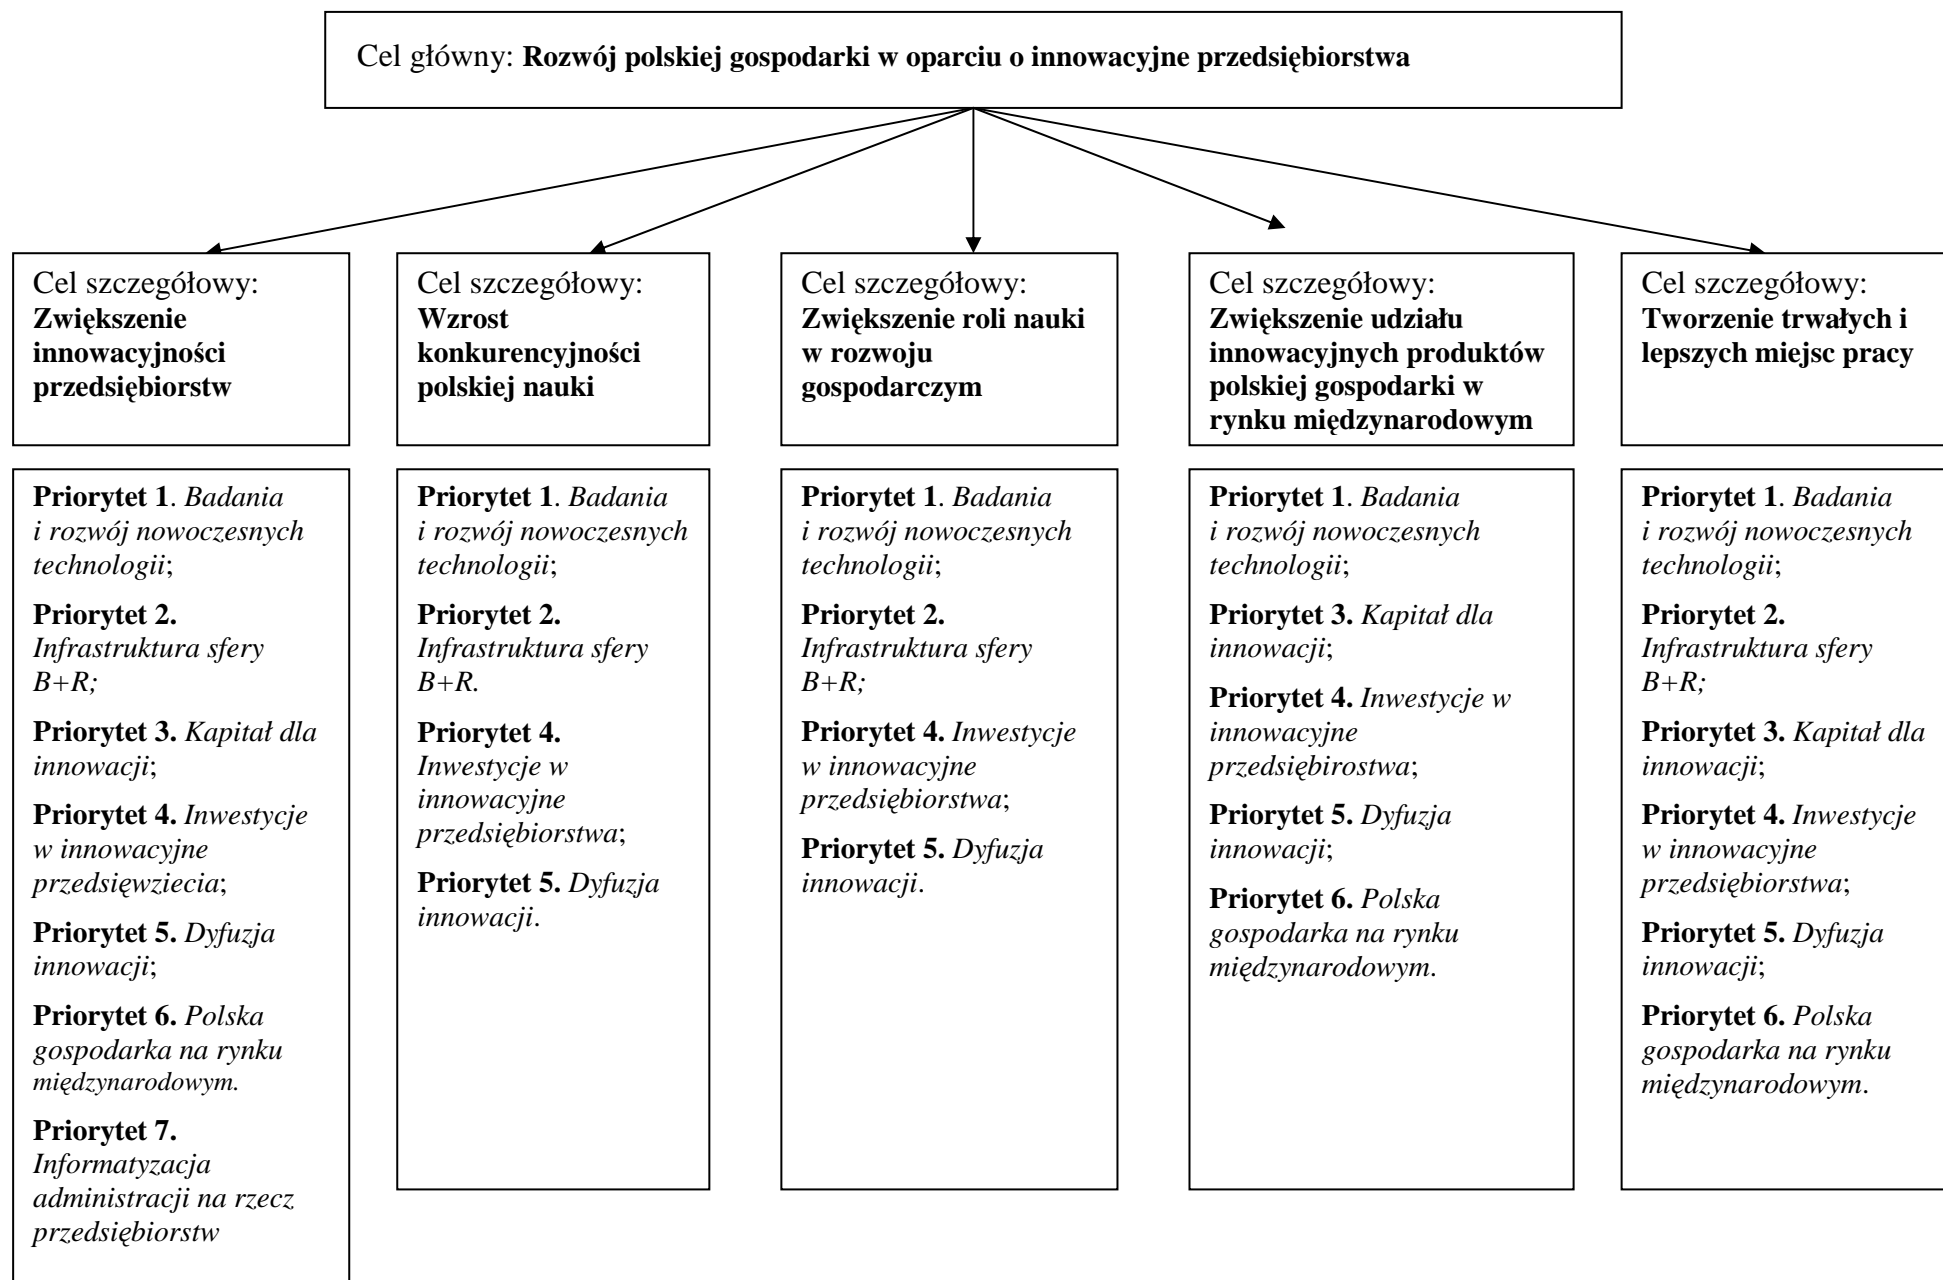 Cel główny: Rozwój polskiej gospodarki w oparciu o innowacyjne przedsiębiorstwa
Cel szczegółowy:
Zwiększenie
innowacyjności
przedsiębiorstw
Cel szczegółowy:
Wzrost
konkurencyjności
polskiej nauki
Cel szczegółowy:
Zwiększenie roli nauki
w rozwoju
gospodarczym
Cel szczegółowy:
Zwiększenie udziału
innowacyjnych produktów
polskiej gospodarki w
rynku międzynarodowym
Cel szczegółowy:
Tworzenie trwałych i
lepszych miejsc pracy
Priorytet 1. Badania
i rozwój nowoczesnych
technologii;
Priorytet 2.
Infrastruktura sfery
B+R;
Priorytet 3. Kapitał dla
innowacji;
Priorytet 4. Inwestycje
w innowacyjne
przedsięwziecia;
Priorytet 5. Dyfuzja
innowacji;
Priorytet 6. Polska
gospodarka na rynku
międzynarodowym.
Priorytet 7.
Informatyzacja
administracji na rzecz
przedsiębiorstw
Priorytet 1. Badania
i rozwój nowoczesnych
technologii;
Priorytet 2.
Infrastruktura sfery
B+R.
Priorytet 4.
Inwestycje w
innowacyjne
przedsiębiorstwa;
Priorytet 5. Dyfuzja
innowacji.
Priorytet 1. Badania
i rozwój nowoczesnych
technologii;
Priorytet 2.
Infrastruktura sfery
B+R;
Priorytet 4. Inwestycje
w innowacyjne
przedsiębiorstwa;
Priorytet 5. Dyfuzja
innowacji.
Priorytet 1. Badania
i rozwój nowoczesnych
technologii;
Priorytet 3. Kapitał dla
innowacji;
Priorytet 4. Inwestycje w
innowacyjne
przedsiębirostwa;
Priorytet 5. Dyfuzja
innowacji;
Priorytet 6. Polska
gospodarka na rynku
międzynarodowym.
Priorytet 1. Badania
i rozwój nowoczesnych
technologii;
Priorytet 2.
Infrastruktura sfery
B+R;
Priorytet 3. Kapitał dla
innowacji;
Priorytet 4. Inwestycje
w innowacyjne
przedsiębiorstwa;
Priorytet 5. Dyfuzja
innowacji;
Priorytet 6. Polska
gospodarka na rynku
międzynarodowym.